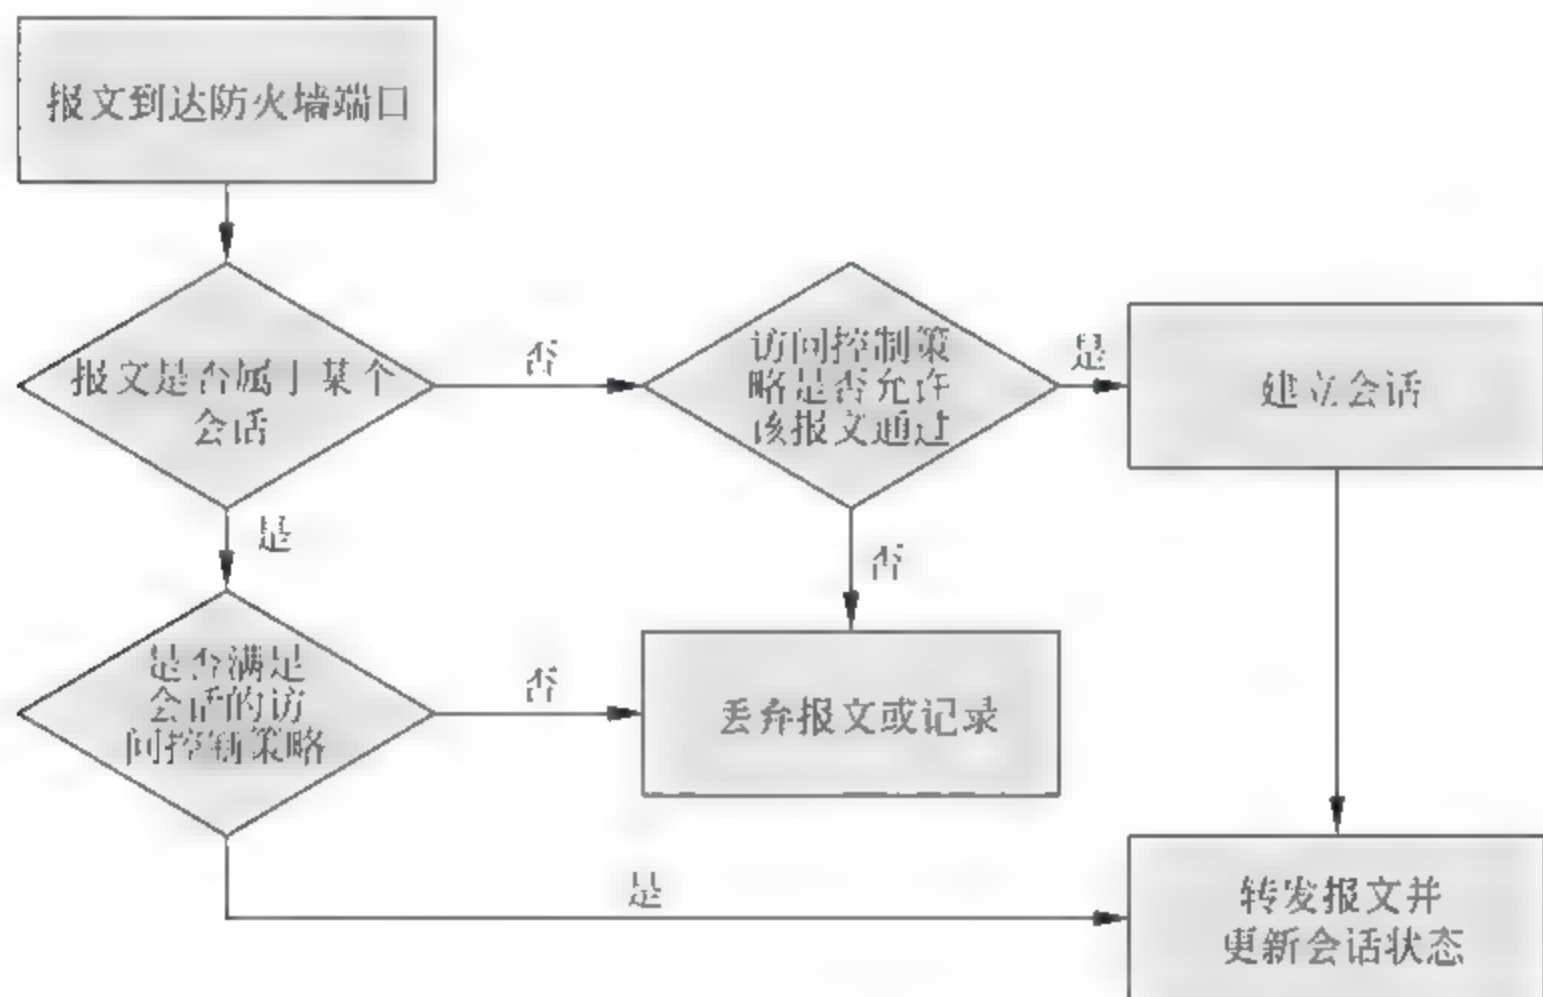 报文到达防火墙端口
报文是否属于某个
会话
否
访问控制策
略是否允许
该报文通过
是
建立会话
是
否
是否满足
会话的访
问控制策略
否
丢弃报文或记录
是
转发报文并
更新会话状态